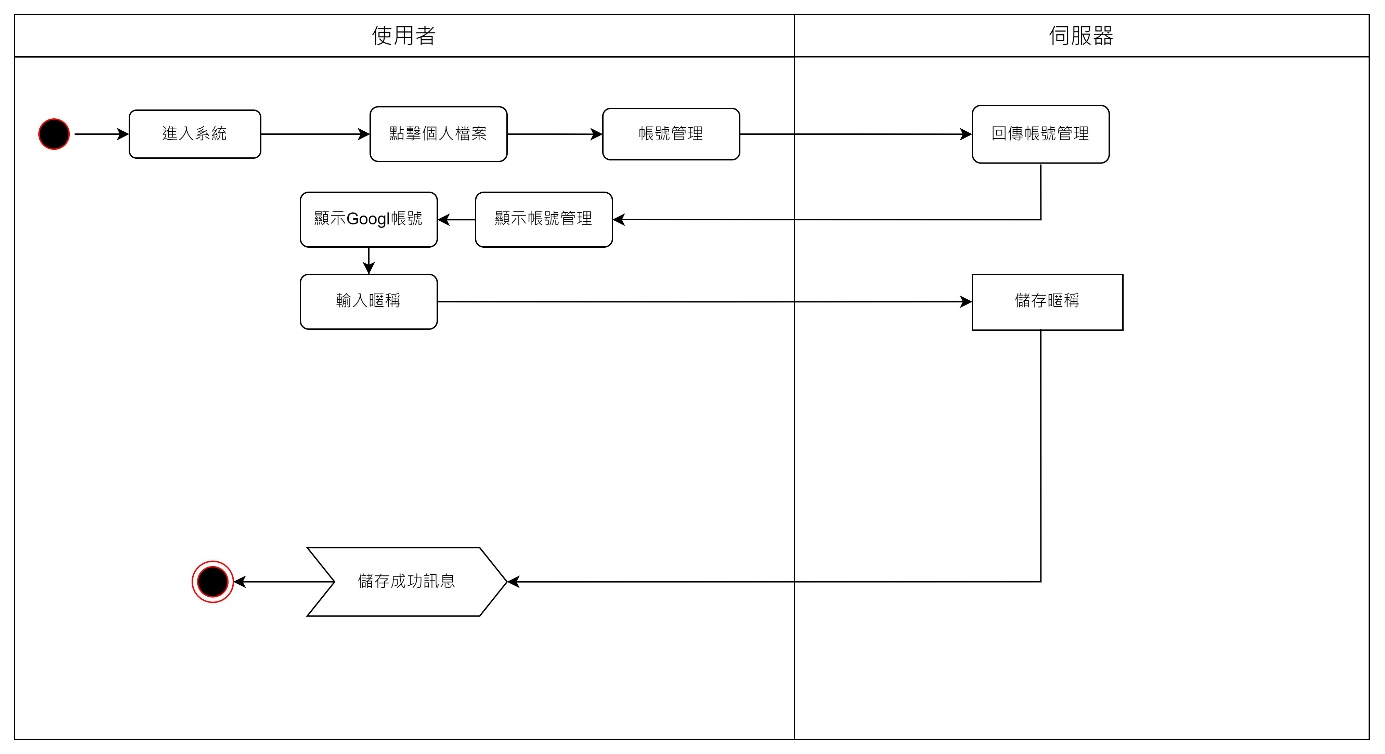 使用者
伺服器
進入系統
點擊個人檔案
帳號管理
回傳帳號管理
顯示Googl帳號
顯示帳號管理
輸入暱稱
儲存暱稱
儲存成功訊息